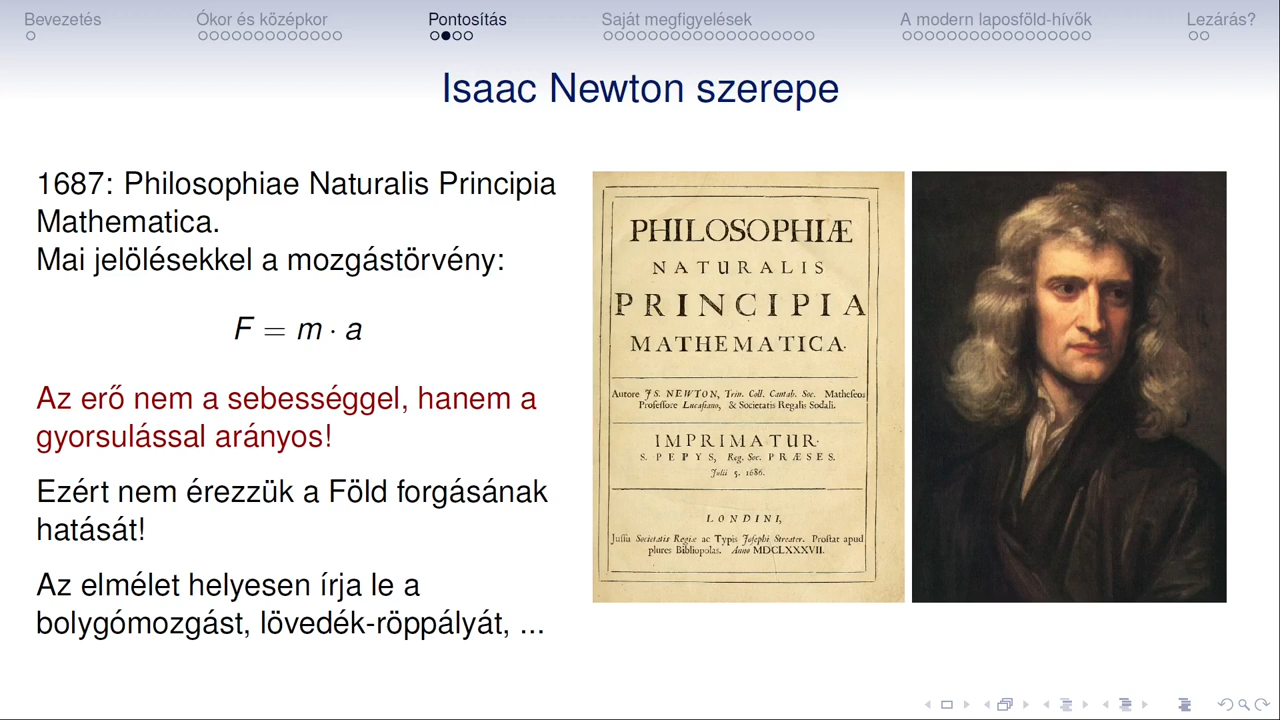 Bevezetés
Ókor és középkor
Pontosítás
Saját megfigyelések
A modern laposföld-hívők
Lezárás?
Isaac Newton szerepe
1687: Philosophiae Naturalis Principia
Mathematica.
Mai jelölésekkel a mozgástörvény:
F = m · a
Az erő nem a sebességgel, hanem a
gyorsulással arányos!
Ezért nem érezzük a Föld forgásának
hatását!
Az elmélet helyesen írja le a
bolygómozgást, lövedék-röppályát, ...
PHILOSOPHIÆ
NATURALIS
PRINCIPIA
MATHEMATICA.
Autore JS. NEWTON, Trin. Coll. Cantab. Soc. Matheseos
Professore Lucasiano, & Societatis Regalis Sodali.
IMPRIMATUR.
S. PEPYS, Reg. Soc. PRÆSES.
Julii 5. 1686.
LONDINI,
Jussu Societatis Regiæ ac Typis Josephi Streater. Prostat apud
plures Bibliopolas. Anno MDCLXXXVII.